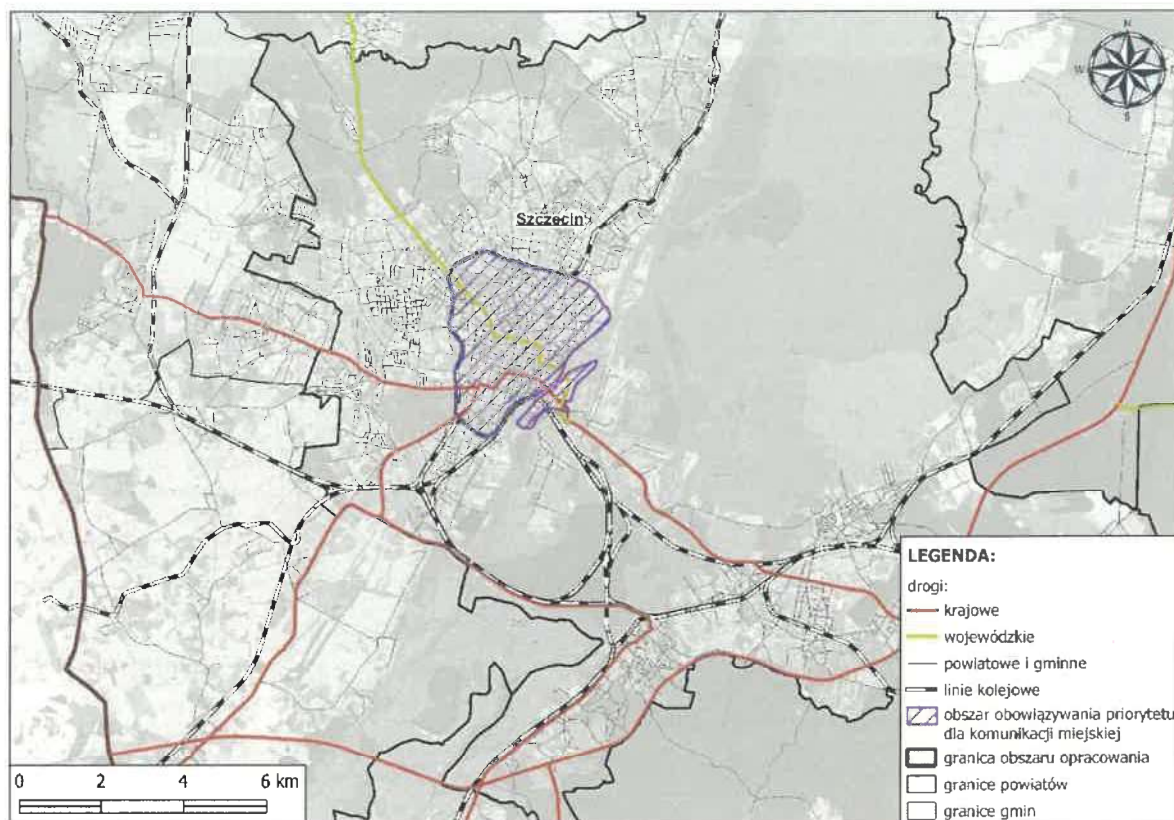 N
W
S
Szczecin
LEGENDA:
drogi:
krajowe
wojewódzkie
powiatowe i gminne
linie kolejowe
obszar obowiązywania priorytetu
dla komunikacji miejskiej
granica obszaru opracowania
granice powiatów
granice gmin
0 2 4 6 km